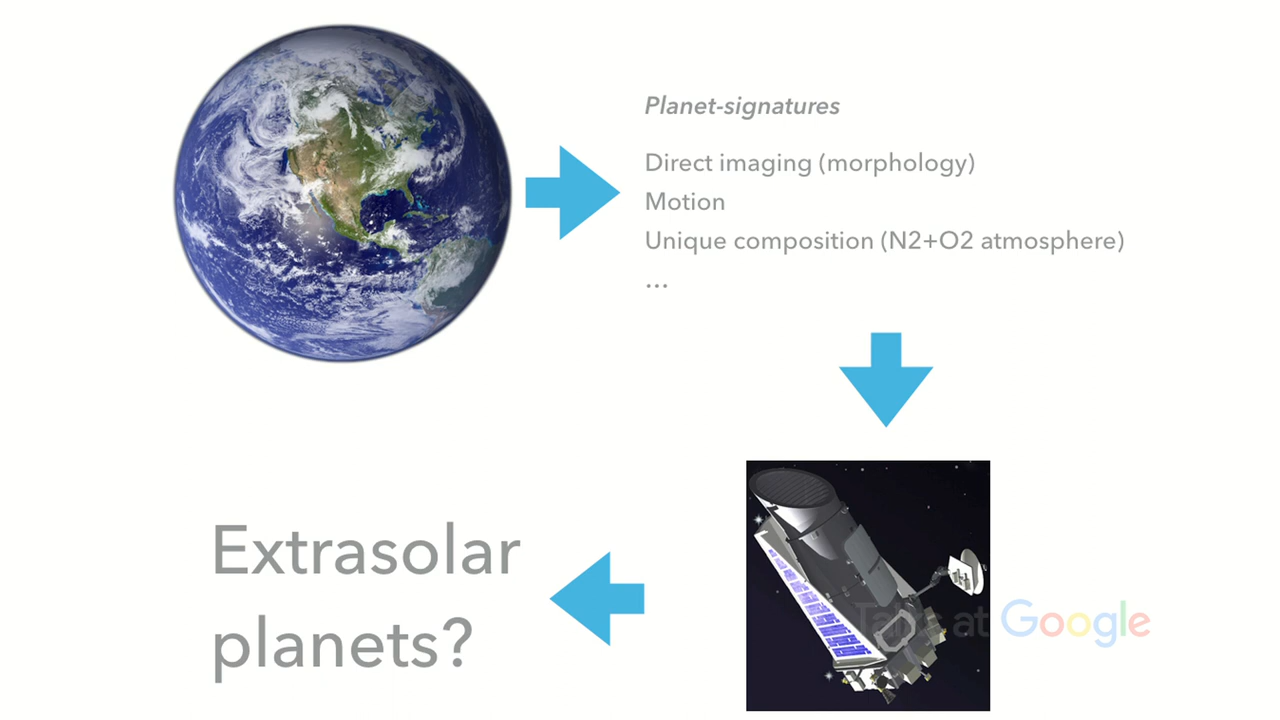 Planet-signatures
Direct imaging (morphology)
Motion
Unique composition (N2+O2 atmosphere)
...
Extrasolar
planets?
Talks at Google